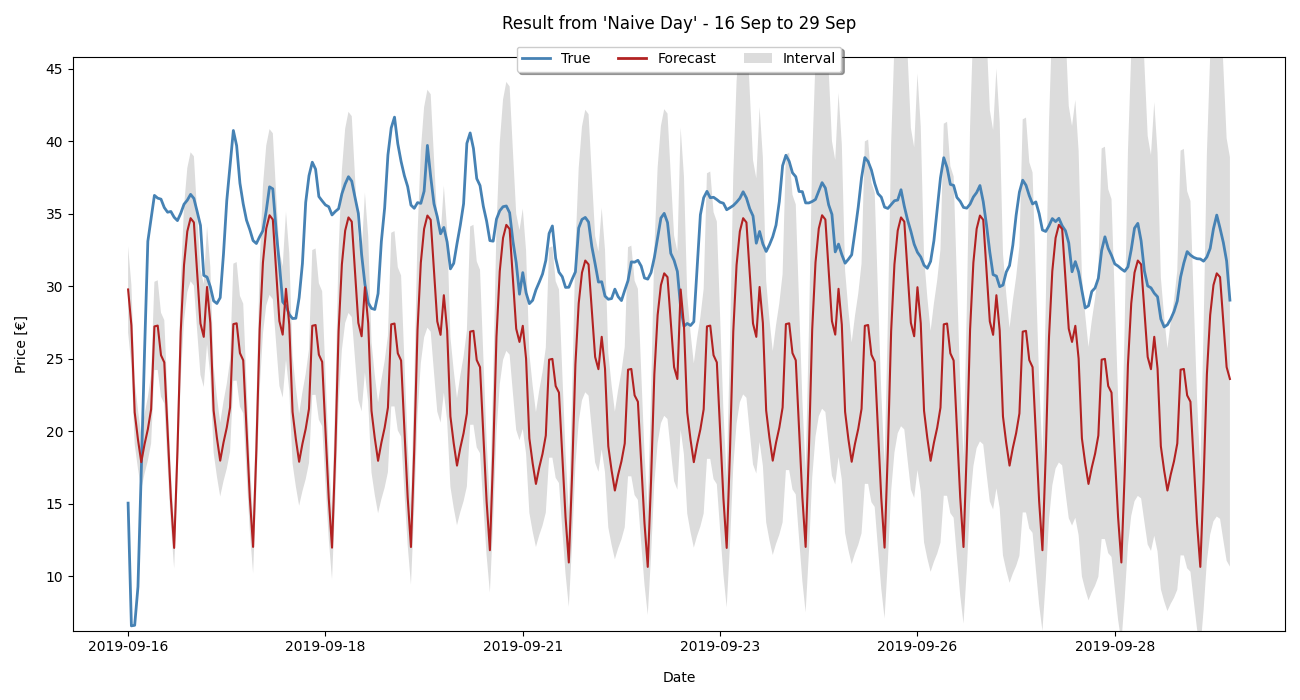 Result from 'Naive Day' - 16 Sep to 29 Sep
True Forecast Interval
45
40
35
30
25
20
15
10
Price [€]
2019-09-16 2019-09-18 2019-09-21 2019-09-23 2019-09-26 2019-09-28
Date